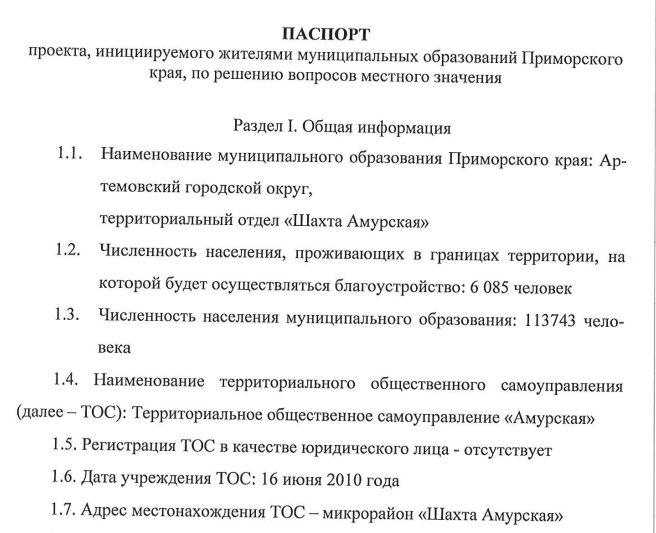 ПАСПОРТ
проекта, инициируемого жителями муниципальных образований Приморского
края, по решению вопросов местного значения
Раздел I. Общая информация
1.1. Наименование муниципального образования Приморского края: Ар-
темовский городской округ,
территориальный отдел «Шахта Амурская»
1.2. Численность населения, проживающих в границах территории, на
которой будет осуществляться благоустройство: 6 085 человек
1.3. Численность населения муниципального образования: 113743 чело-
века
1.4. Наименование территориального общественного самоуправления
(далее – ТОС): Территориальное общественное самоуправление «Амурская»
1.5. Регистрация ТОС в качестве юридического лица - отсутствует
1.6. Дата учреждения ТОС: 16 июня 2010 года
1.7. Адрес местонахождения ТОС – микрорайон «Шахта Амурская»